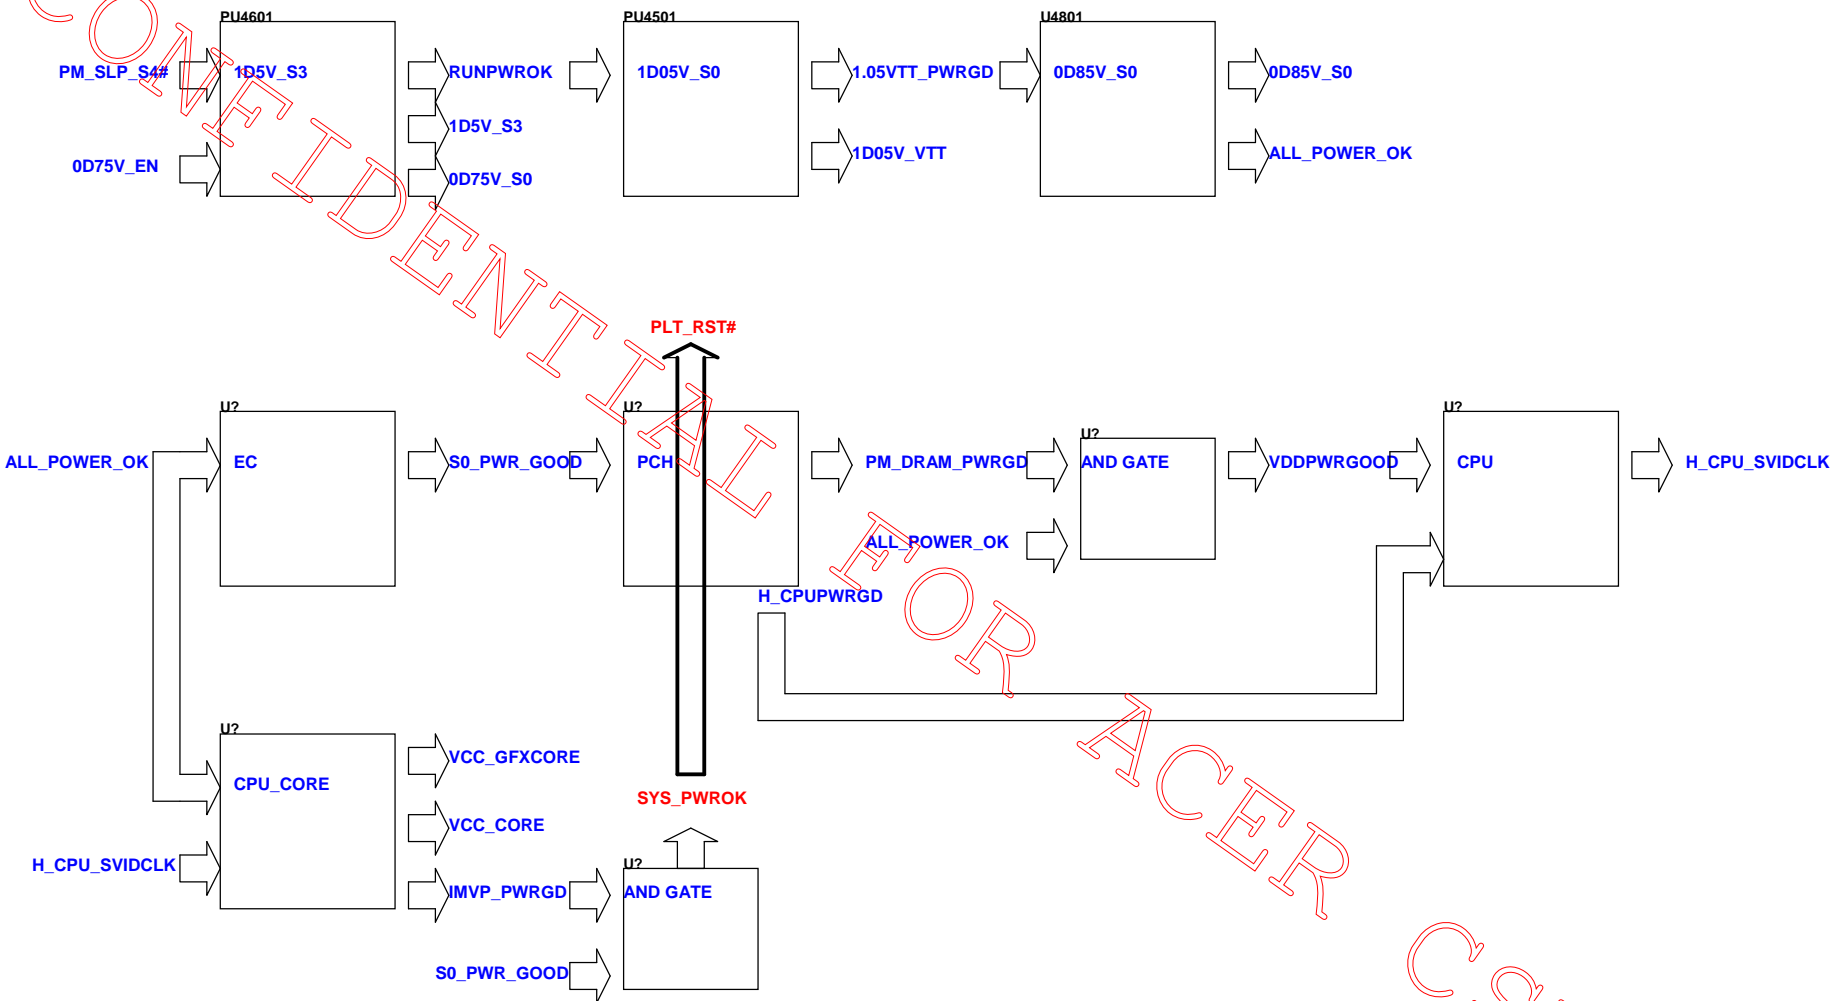 PU4601 PU4501 U4801
PM_SLP_S4# 1D5V_S3 RUNPWROK 1D05V_S0 1.05VTT_PWRGD 0D85V_S0 0D85V_S0
1D5V_S3
0D75V_EN 0D75V_S0 1D05V_VTT ALL_POWER_OK
PLT_RST#
U? U? U? U?
ALL_POWER_OK EC S0_PWR_GOOD PCH PM_DRAM_PWRGD AND GATE VDDPWRGOOD CPU H_CPU_SVIDCLK
ALL_POWER_OK
H_CPUPWRGD
U?
CPU_CORE VCC_GFXCORE
SYS_PWROK
VCC_CORE
U?
H_CPU_SVIDCLK IMVP_PWRGD AND GATE
S0_PWR_GOOD
CONFIDENTIAL FOR ACER